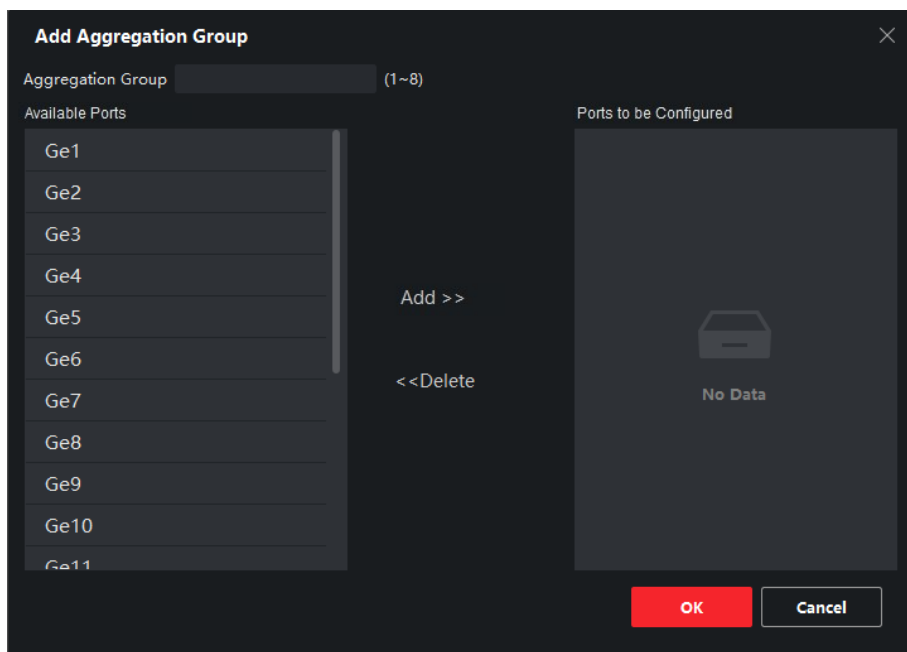 Add Aggregation Group
Aggregation Group (1~8)
Available Ports
Ports to be Configured
Ge1
Ge2
Ge3
Ge4
Ge5
Ge6
Ge7
Ge8
Ge9
Ge10
Ge11
Add >>
<<Delete
No Data
OK
Cancel